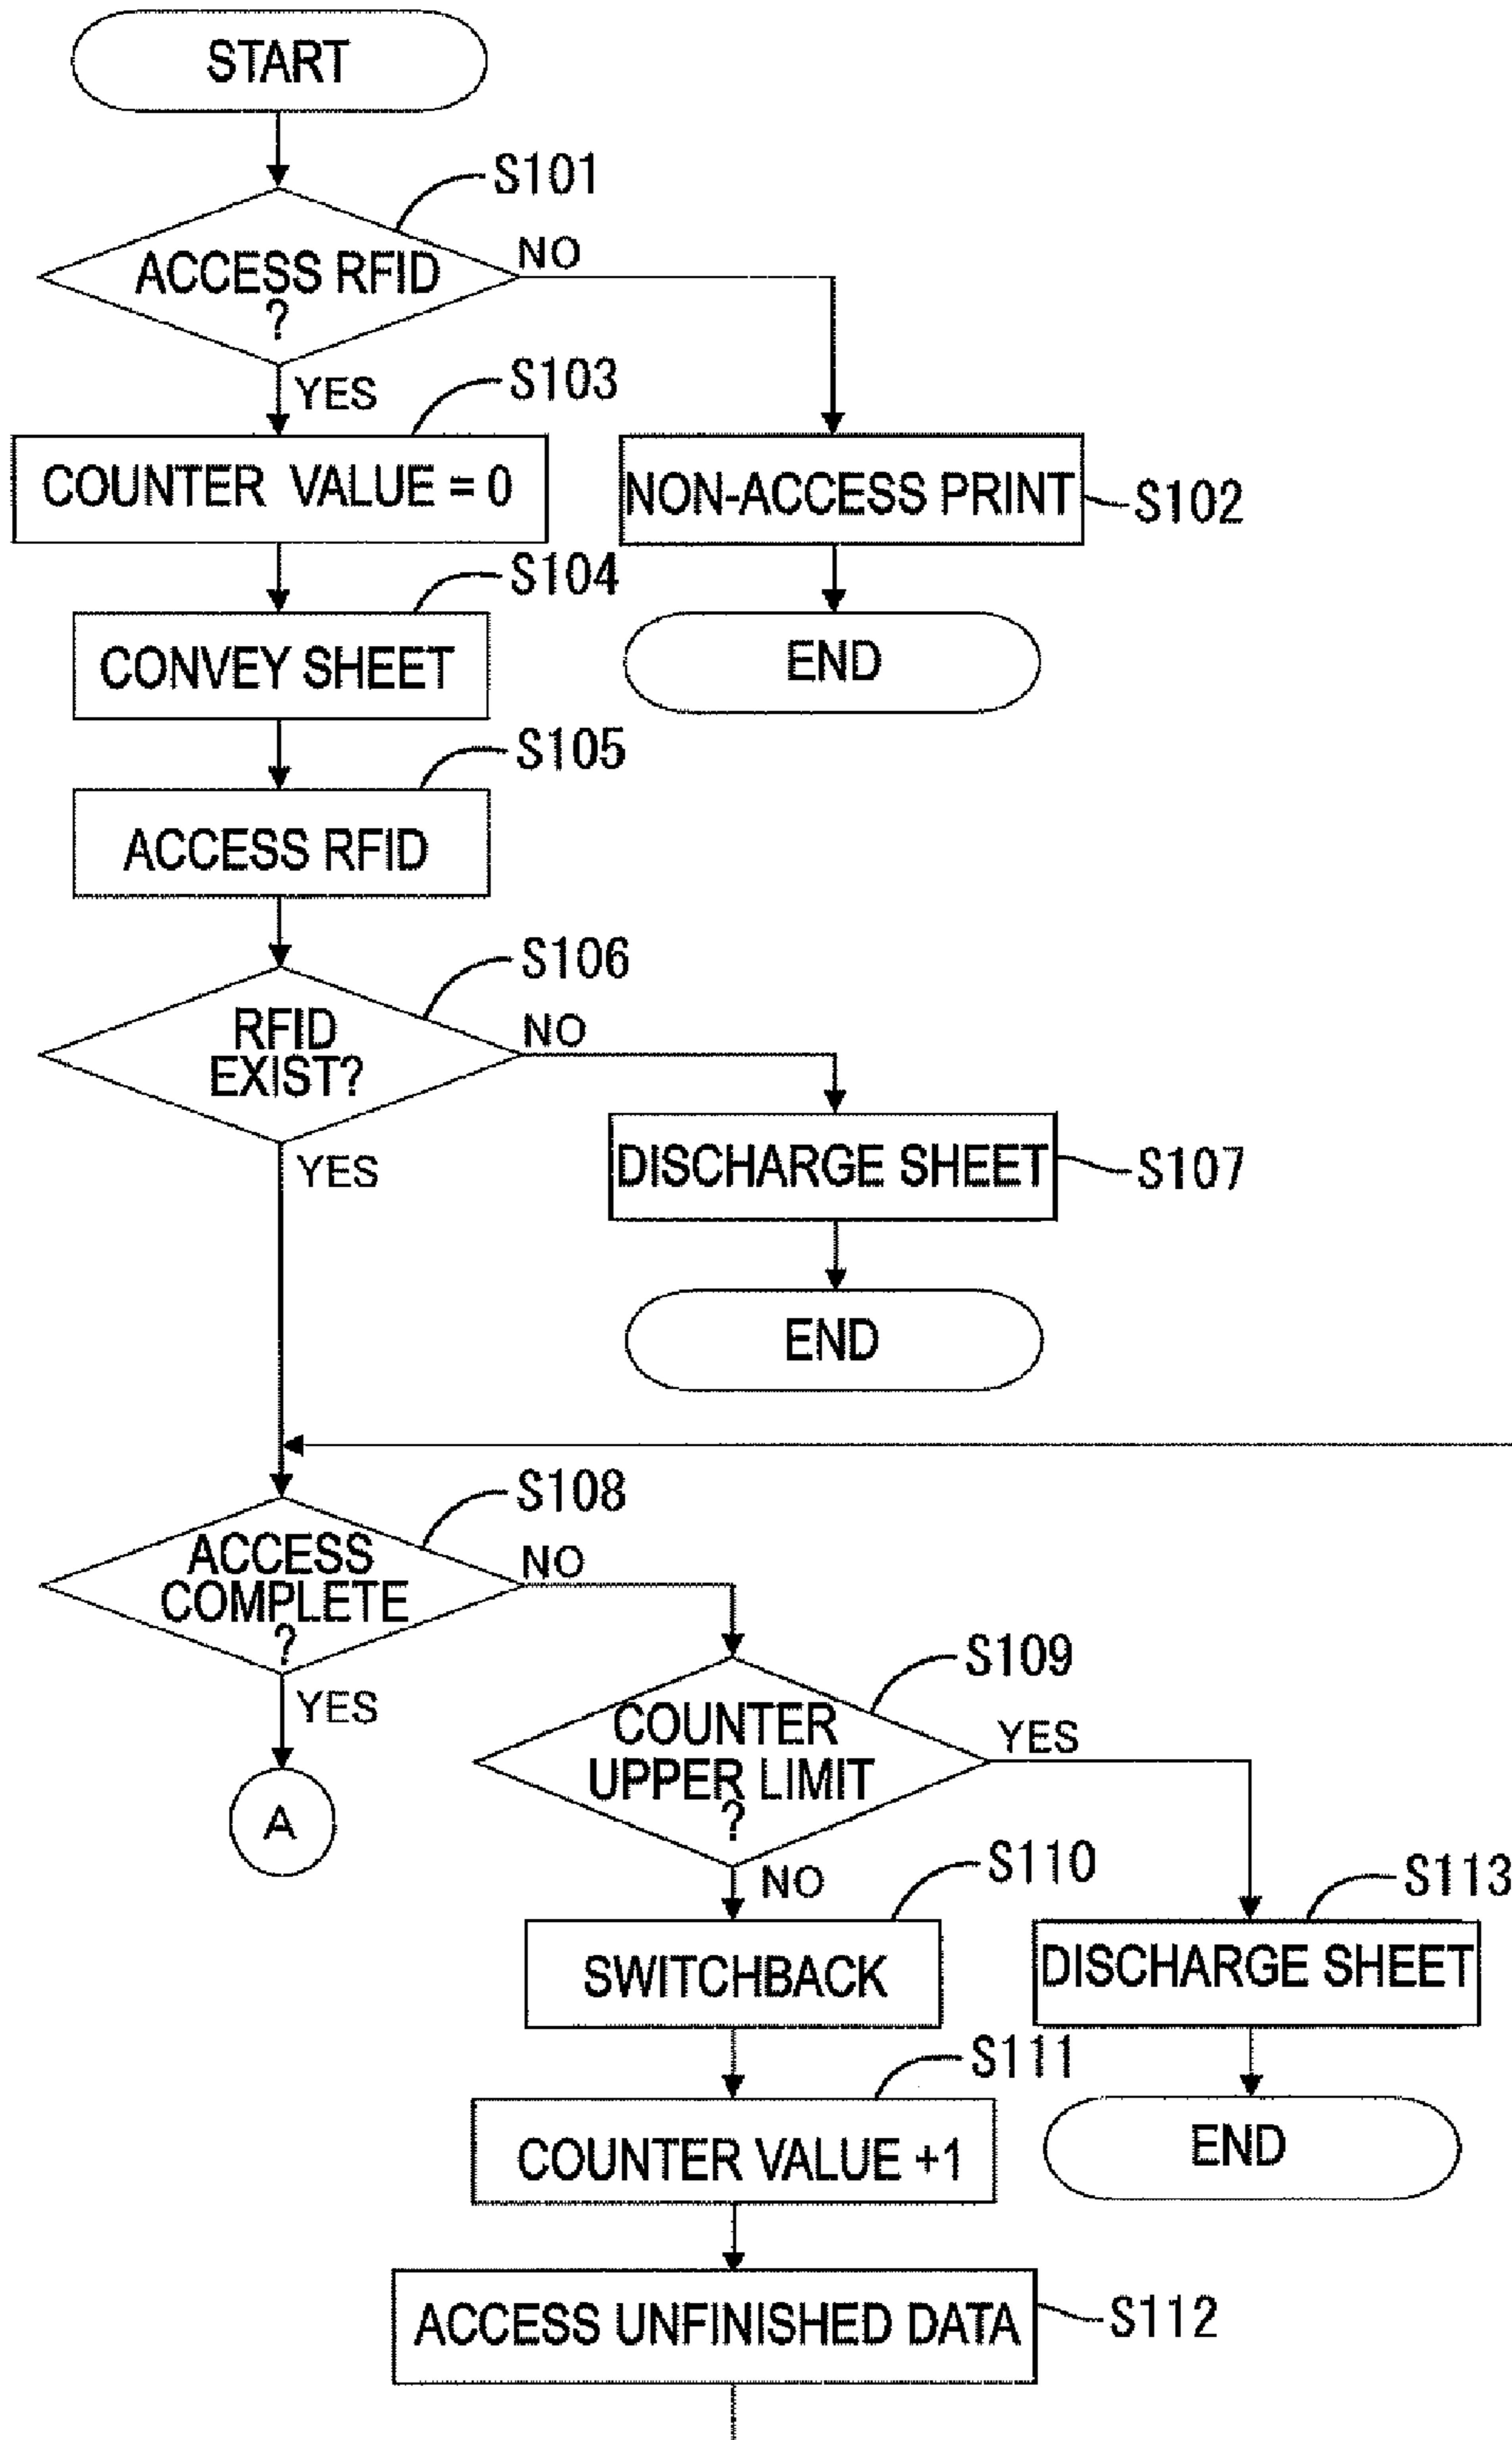 START
S101
ACCESS RFID
?
NO
YES
S103
COUNTER VALUE = 0
NON-ACCESS PRINT
S102
S104
CONVEY SHEET
END
S105
ACCESS RFID
S106
RFID
EXIST?
NO
YES
DISCHARGE SHEET
S107
END
S108
ACCESS
COMPLETE
?
NO
YES
A
S109
COUNTER
UPPER LIMIT
?
YES
NO
S110
SWITCHBACK
S113
DISCHARGE SHEET
S111
COUNTER VALUE +1
END
ACCESS UNFINISHED DATA
S112